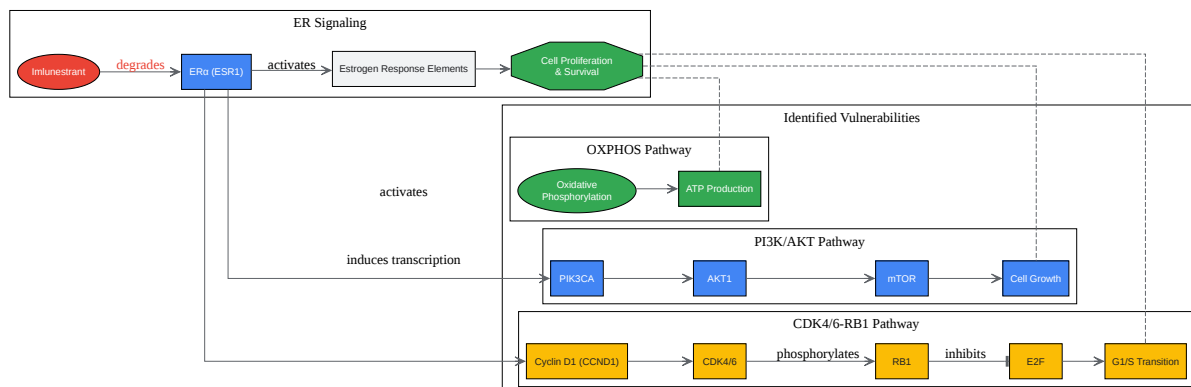 ER Signaling
Imlunestrant
degrades
ERα (ESR1)
activates
Estrogen Response Elements
Cell Proliferation
& Survival
Identified Vulnerabilities
OXPHOS Pathway
Oxidative
Phosphorylation
ATP Production
activates
PI3K/AKT Pathway
induces transcription
PIK3CA
AKT1
mTOR
Cell Growth
CDK4/6-RB1 Pathway
Cyclin D1 (CCND1)
CDK4/6
phosphorylates
RB1
inhibits
E2F
G1/S Transition